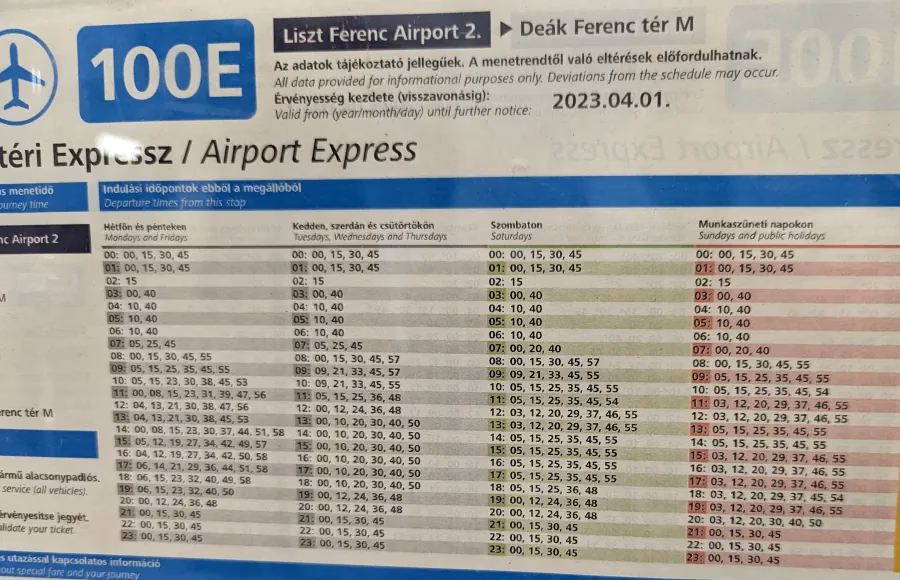 100E
Liszt Ferenc Airport 2. ▶ Deák Ferenc tér M
Az adatok tájékoztató jellegűek. A menetrendtől való eltérések előfordulhatnak.
All data provided for informational purposes only. Deviations from the schedule may occur.
Érvényesség kezdete (visszavonásig):
Valid from (year/month/day) until further notice:
2023.04.01.
téri Expressz / Airport Express
s menetidő
ourney time
Indulási időpontok ebből a megállóból
Departure times from this stop
nc Airport 2
M
erenc tér M
ármű alacsonypadlós.
service (all vehicles).
érvényesítse jegyét.
alidate your ticket.
Hétfőn és pénteken
Mondays and Fridays
00: 00, 15, 30, 45
01: 00, 15, 30, 45
02: 15
03: 00, 40
04: 10, 40
05: 10, 40
06: 10, 40
07: 05, 25, 45
08: 00, 15, 30, 45, 55
09: 05, 15, 25, 35, 45, 55
10: 05, 15, 23, 30, 38, 45, 53
11: 00, 08, 15, 23, 31, 39, 47, 56
12: 04, 13, 21, 30, 38, 47, 56
13: 04, 13, 21, 30, 38, 45, 53
14: 00, 08, 15, 23, 30, 37, 44, 51, 58
15: 05, 12, 19, 27, 34, 42, 49, 57
16: 04, 12, 19, 27, 34, 42, 50, 58
17: 06, 14, 21, 29, 36, 44, 51, 58
18: 06, 15, 23, 32, 40, 49, 58
19: 06, 15, 23, 32, 40, 50
20: 00, 12, 24, 36, 48
21: 00, 15, 30, 45
22: 00, 15, 30, 45
23: 00, 15, 30, 45
Kedden, szerdán és csütörtökön
Tuesdays, Wednesdays and Thursdays
00: 00, 15, 30, 45
01: 00, 15, 30, 45
02: 15
03: 00, 40
04: 10, 40
05: 10, 40
06: 10, 40
07: 05, 25, 45
08: 00, 15, 30, 45, 57
09: 09, 21, 33, 45, 57
10: 09, 21, 33, 45, 55
11: 05, 15, 25, 36, 48
12: 00, 12, 24, 36, 48
13: 00, 10, 20, 30, 40, 50
14: 00, 10, 20, 30, 40, 50
15: 00, 10, 20, 30, 40, 50
16: 00, 10, 20, 30, 40, 50
17: 00, 10, 20, 30, 40, 50
18: 00, 10, 20, 30, 40, 50
19: 00, 12, 24, 36, 48
20: 00, 12, 24, 36, 48
21: 00, 15, 30, 45
22: 00, 15, 30, 45
23: 00, 15, 30, 45
Szombaton
Saturdays
00: 00, 15, 30, 45
01: 00, 15, 30, 45
02: 15
03: 00, 40
04: 10, 40
05: 10, 40
06: 10, 40
07: 00, 20, 40
08: 00, 15, 30, 45, 57
09: 09, 21, 33, 45, 55
10: 05, 15, 25, 35, 45, 55
11: 05, 15, 25, 35, 45, 54
12: 03, 12, 20, 29, 37, 46, 55
13: 03, 12, 20, 29, 37, 46, 55
14: 05, 15, 25, 35, 45, 55
15: 05, 15, 25, 35, 45, 55
16: 05, 15, 25, 35, 45, 55
17: 05, 15, 25, 35, 45, 55
18: 05, 15, 25, 36, 48
19: 00, 12, 24, 36, 48
20: 00, 12, 24, 36, 48
21: 00, 15, 30, 45
22: 00, 15, 30, 45
23: 00, 15, 30, 45
Munkaszüneti napokon
Sundays and public holidays
00: 00, 15, 30, 45
01: 00, 15, 30, 45
02: 15
03: 00, 40
04: 10, 40
05: 10, 40
06: 10, 40
07: 00, 20, 40
08: 00, 15, 30, 45, 55
09: 05, 15, 25, 35, 45, 55
10: 05, 15, 25, 35, 45, 54
11: 03, 12, 20, 29, 37, 46, 55
12: 03, 12, 20, 29, 37, 46, 55
13: 05, 15, 25, 35, 45, 55
14: 05, 15, 25, 35, 45, 55
15: 03, 12, 20, 29, 37, 46, 55
16: 03, 12, 20, 29, 37, 46, 55
17: 03, 12, 20, 29, 37, 46, 55
18: 03, 12, 20, 29, 37, 45, 54
19: 03, 12, 20, 29, 37, 46, 55
20: 03, 12, 20, 30, 40, 50
21: 00, 15, 30, 45
22: 00, 15, 30, 45
23: 00, 15, 30, 45
s utazással kapcsolatos információ
out special fare and your journey